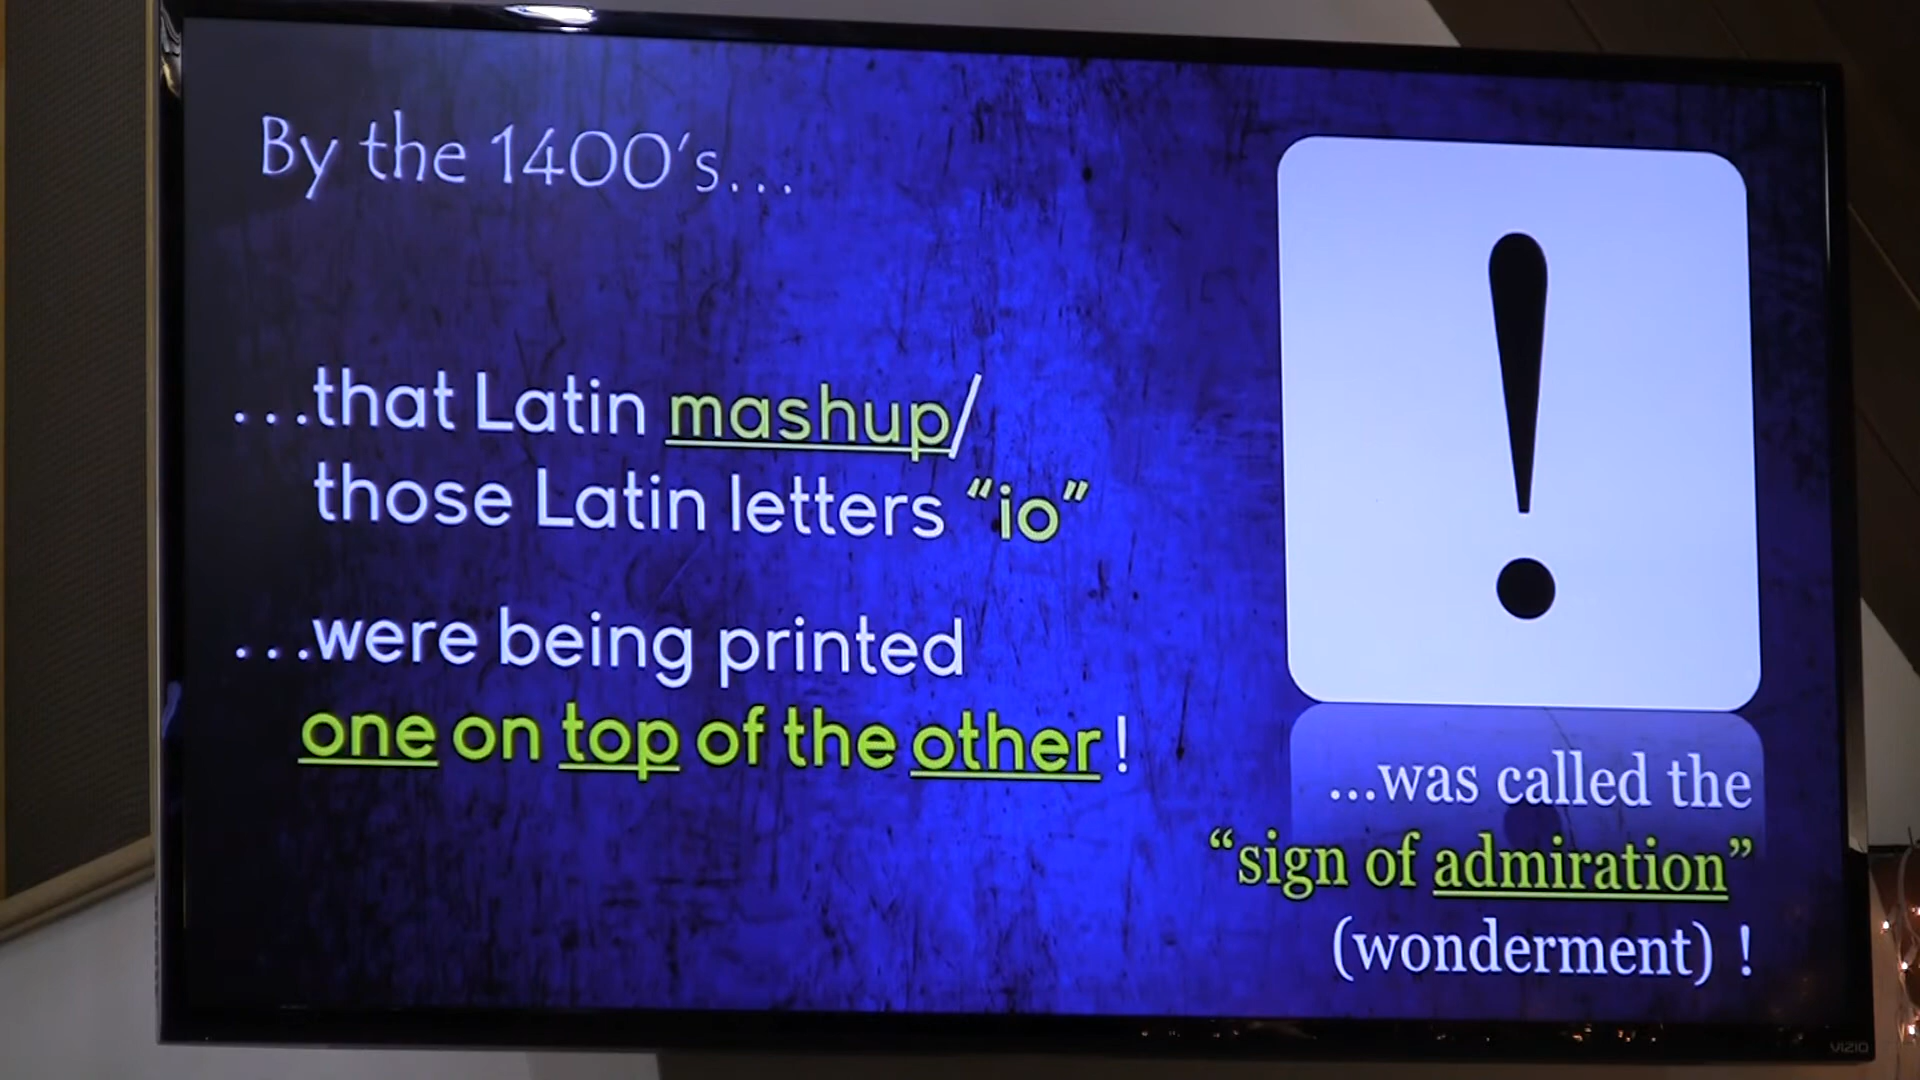 By the 1400's...
...that Latin mashup/
those Latin letters “io”
...were being printed
one on top of the other!
!
...was called the
“sign of admiration”
(wonderment) !
VIZIO